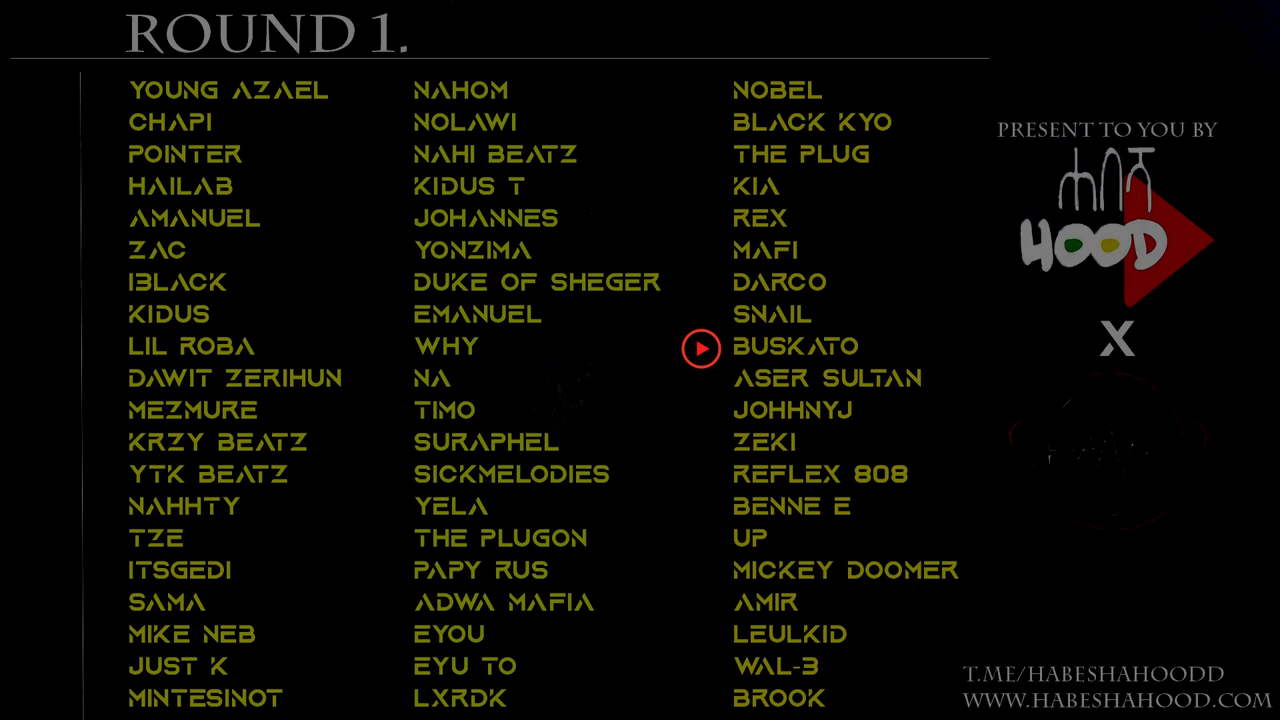 ROUND 1.
YOUNG AZAEL
CHAPI
POINTER
HAILAB
AMANUEL
ZAC
IBLACK
KIDUS
LIL ROBA
DAWIT ZERIHUN
MEZMURE
KRZY BEATZ
YTK BEATZ
NAHHTY
TZE
ITSGEDI
SAMA
MIKE NEB
JUST K
MINTESINOT
NAHOM
NOLAWI
NAHI BEATZ
KIDUS T
JOHANNES
YONZIMA
DUKE OF SHEGER
EMANUEL
WHY
NA
TIMO
SURAPHEL
SICKMELODIES
YELA
THE PLUGON
PAPY RUS
ADWA MAFIA
EYOU
EYU TO
LXRDK
NOBEL
BLACK KYO
THE PLUG
KIA
REX
MAFI
DARCO
SNAIL
BUSKATO
ASER SULTAN
JOHHNYJ
ZEKI
REFLEX 808
BENNE E
UP
MICKEY DOOMER
AMIR
LEULKID
WAL-3
BROOK
PRESENT TO YOU BY
ሐበሻ
HOOD
X
T.ME/HABESHAHOODD
WWW.HABESHAHOOD.COM